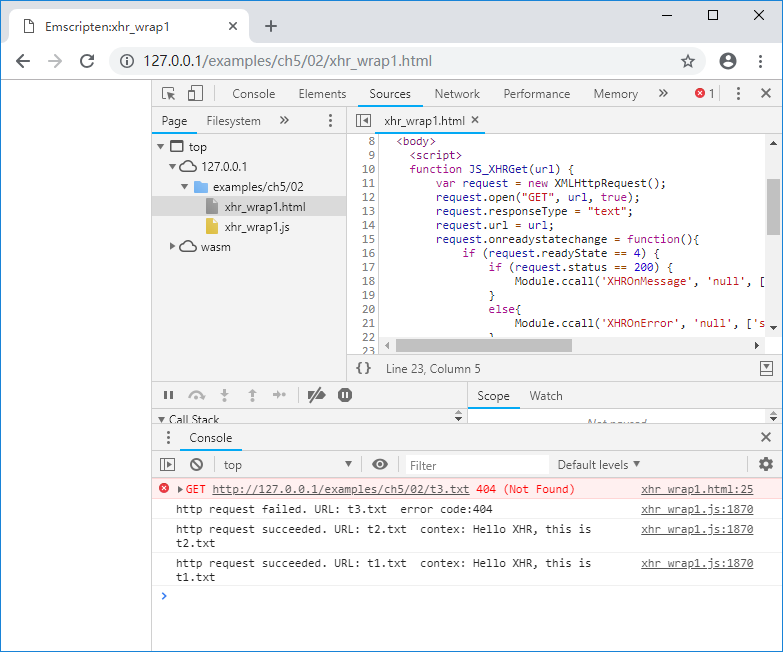 Emscripten:xhr_wrap1
127.0.0.1/examples/ch5/02/xhr_wrap1.html
Console Elements Sources Network Performance Memory » 1
Page Filesystem » xhr_wrap1.html
top
127.0.0.1
examples/ch5/02
xhr_wrap1.html
xhr_wrap1.js
wasm
8 <body>
9 <script>
10 function JS_XHRGet(url) {
11 var request = new XMLHttpRequest();
12 request.open("GET", url, true);
13 request.responseType = "text";
14 request.url = url;
15 request.onreadystatechange = function(){
16 if (request.readyState == 4) {
17 if (request.status == 200) {
18 Module.ccall('XHROnMessage', 'null', [
19 }
20 else{
21 Module.ccall('XHROnError', 'null', ['s
22 }
23
{} Line 23, Column 5
Scope Watch
Call Stack
Not paused
Console
top Filter Default levels
GET http://127.0.0.1/examples/ch5/02/t3.txt 404 (Not Found) xhr_wrap1.html:25
http request failed. URL: t3.txt error code:404 xhr_wrap1.js:1870
http request succeeded. URL: t2.txt contex: Hello XHR, this is xhr_wrap1.js:1870
t2.txt
http request succeeded. URL: t1.txt contex: Hello XHR, this is xhr_wrap1.js:1870
t1.txt